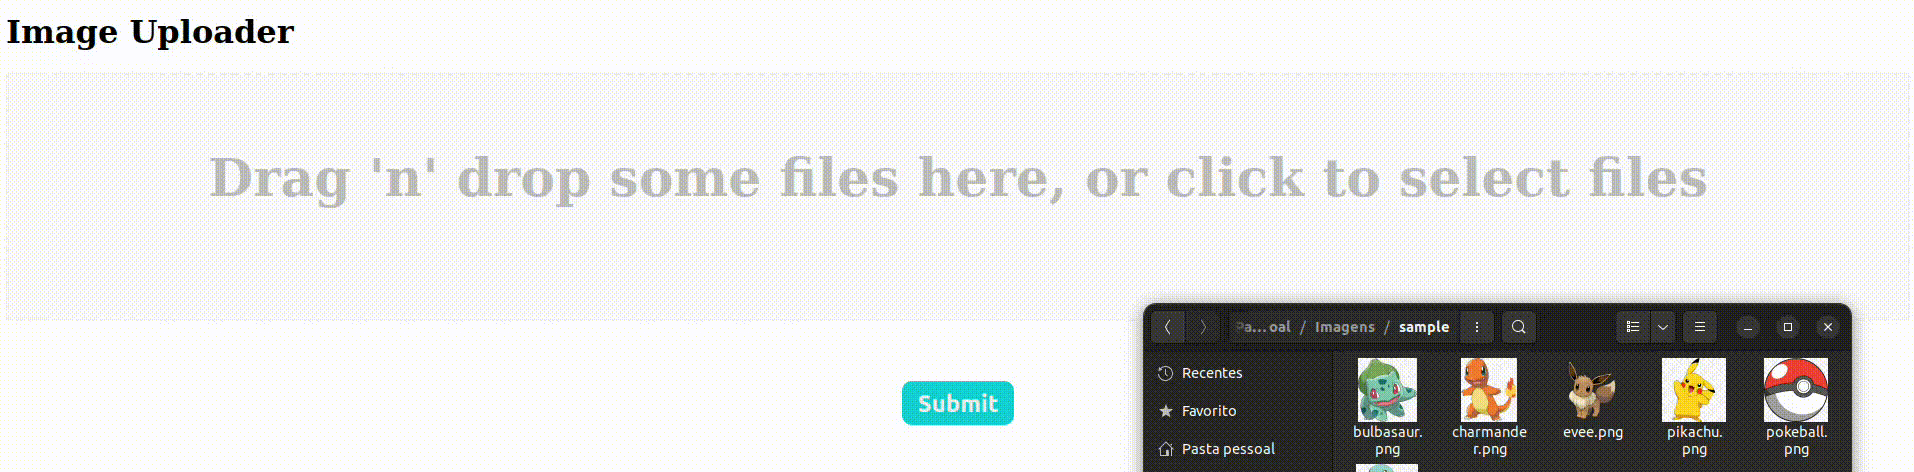 Image Uploader
Drag 'n' drop some files here, or click to select files
Submit
Pa...oal / Imagens / sample
Recentes
Favorito
Pasta pessoal
bulbasaur.
png
charmande
r.png
evee.png
pikachu.
png
pokeball.
png